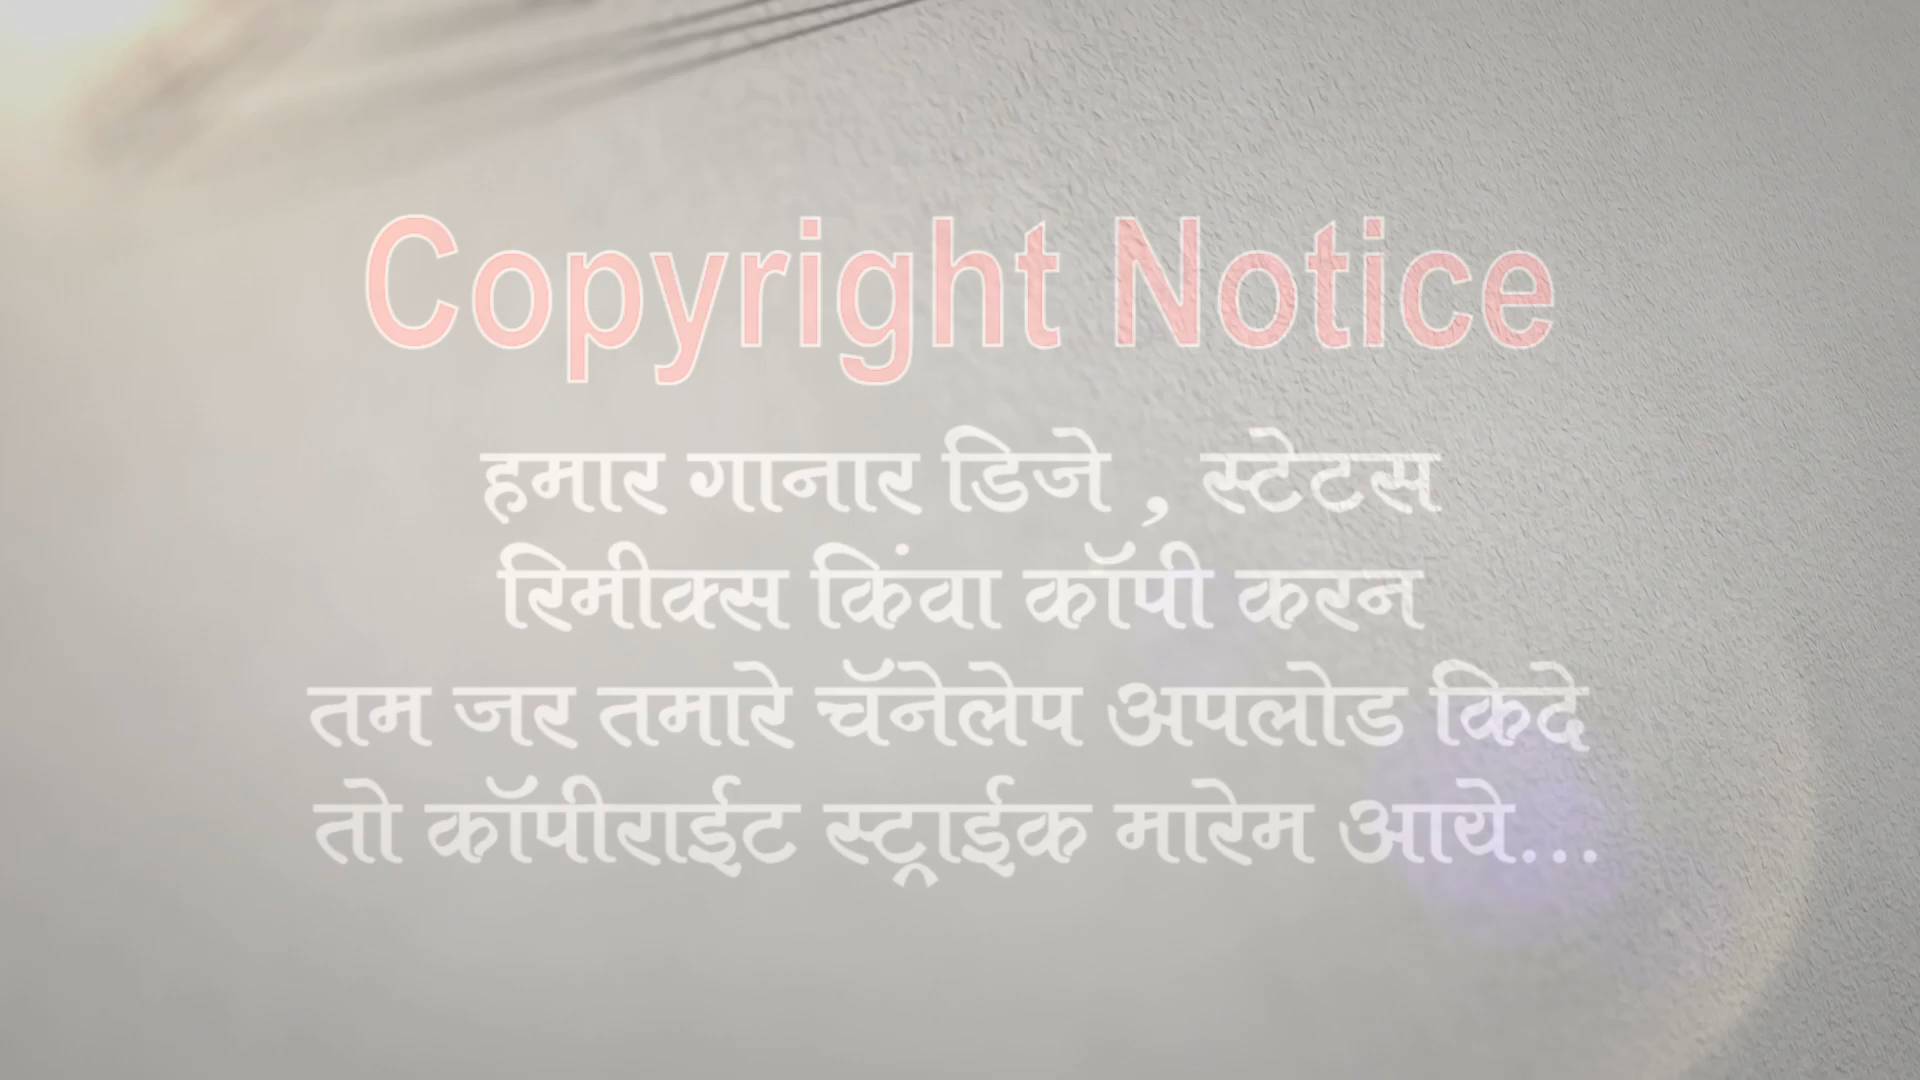 Copyright Notice
हमार गानार डिजे , स्टेटस
रिमीक्स किंवा कॉपी करन
तम जर तमारे चॅनेलेप अपलोड किदे
तो कॉपीराईट स्ट्राईक मारेम आये...